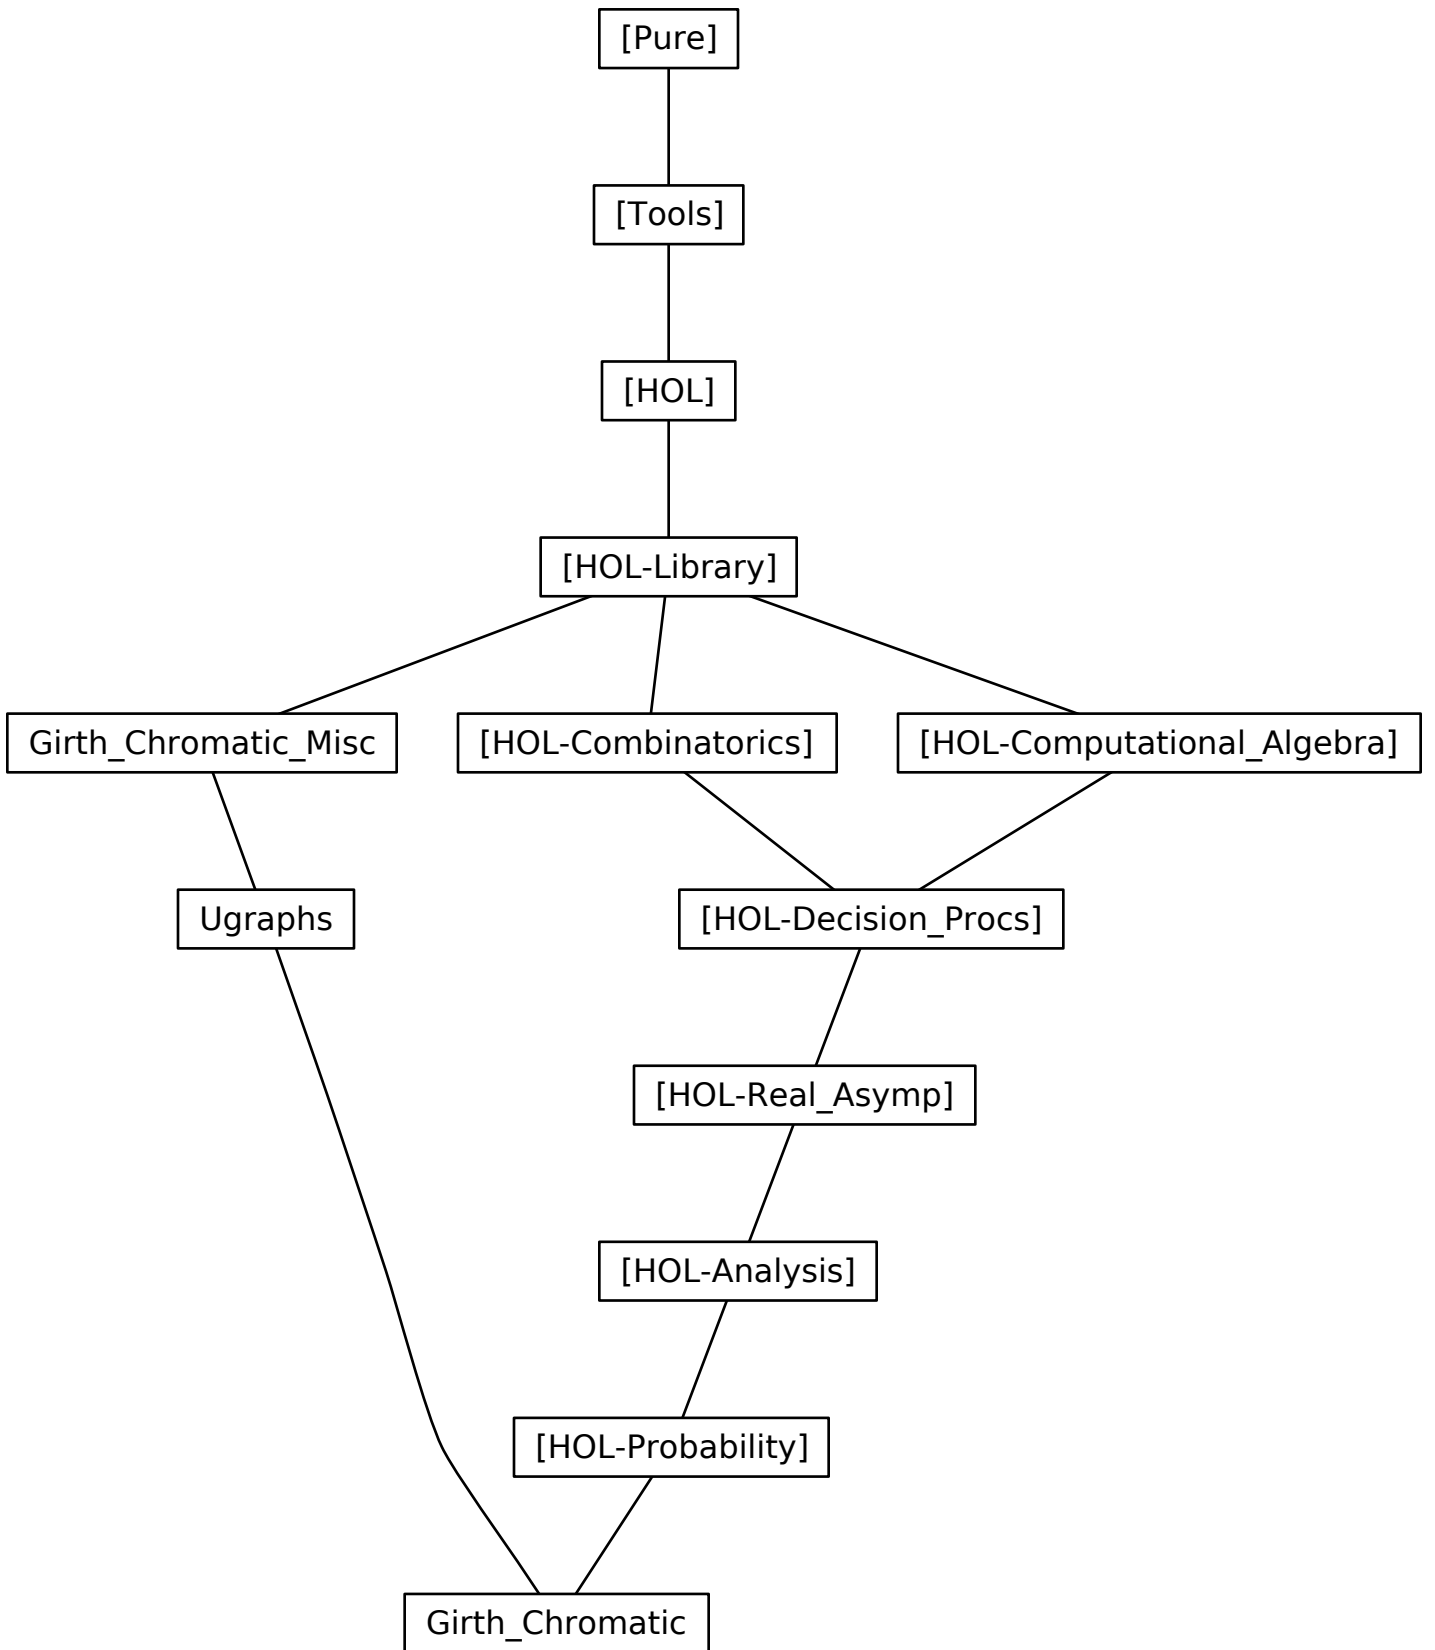 [Pure]
[Tools]
[HOL]
[HOL-Library]
Girth_Chromatic_Misc
[HOL-Combinatorics]
[HOL-Computational_Algebra]
Ugraphs
[HOL-Decision_Procs]
[HOL-Real_Asymp]
[HOL-Analysis]
[HOL-Probability]
Girth_Chromatic